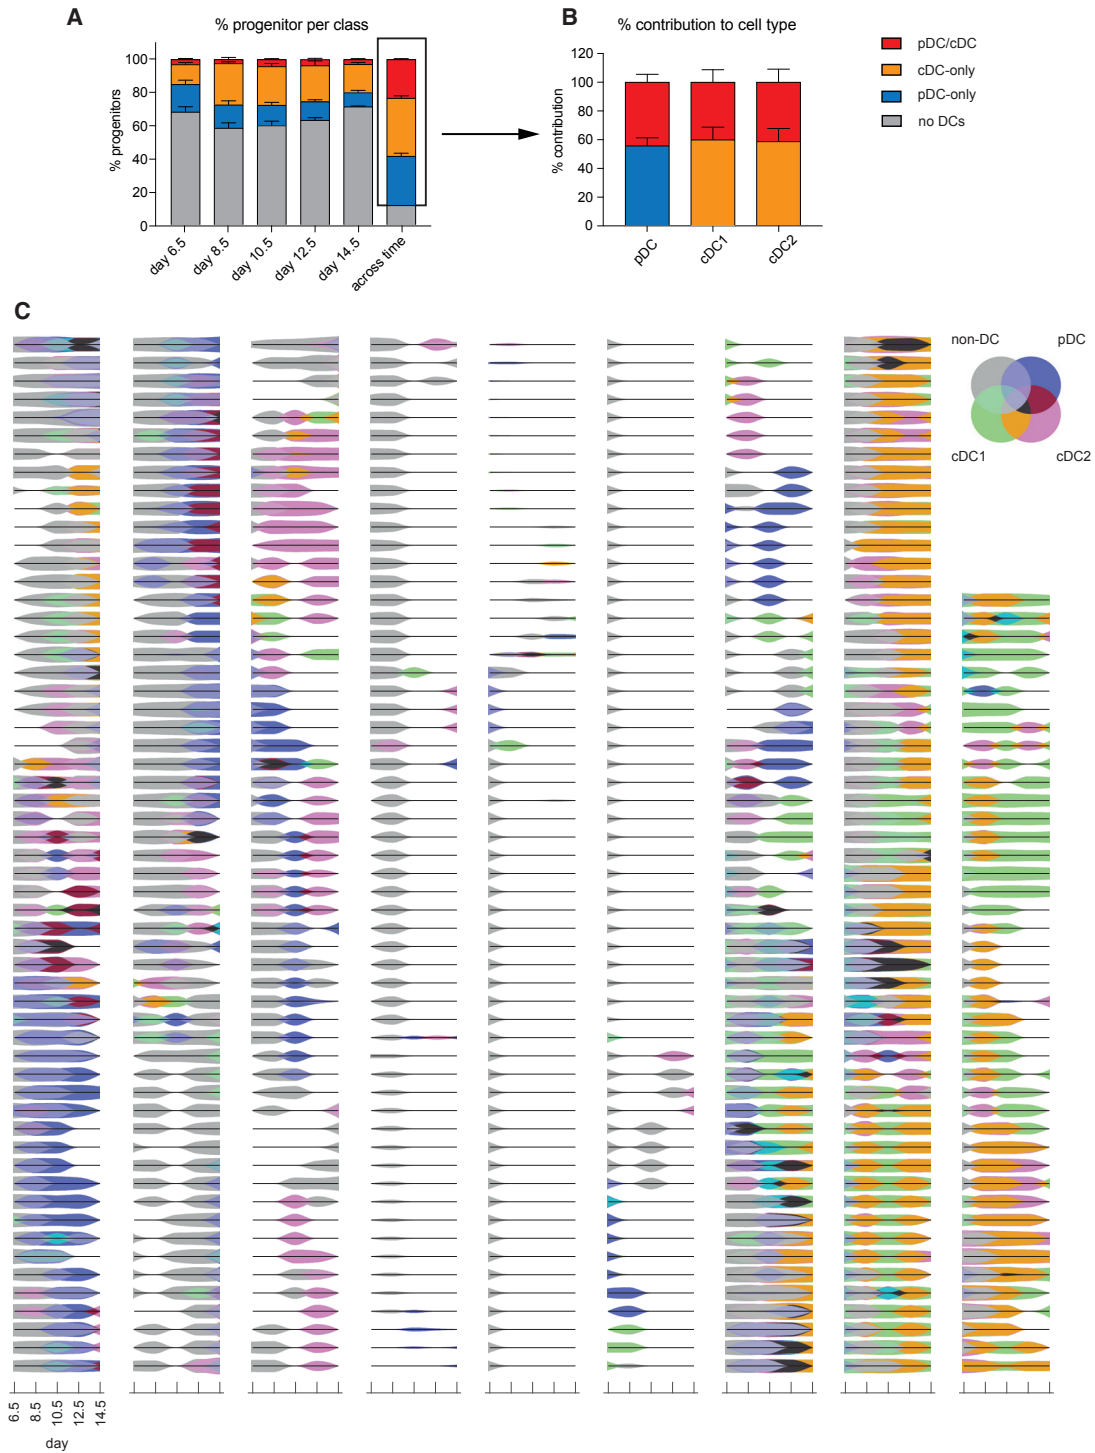 A
% progenitor per class
% progenitors
100
80
60
40
20
0
day 6.5
day 8.5
day 10.5
day 12.5
day 14.5
across time
B
% contribution to cell type
% contribution
120
100
80
60
40
20
0
pDC
cDC1
cDC2
pDC/cDC
cDC-only
pDC-only
no DCs
C
non-DC
pDC
cDC1
cDC2
6.5
8.5
10.5
12.5
14.5
day